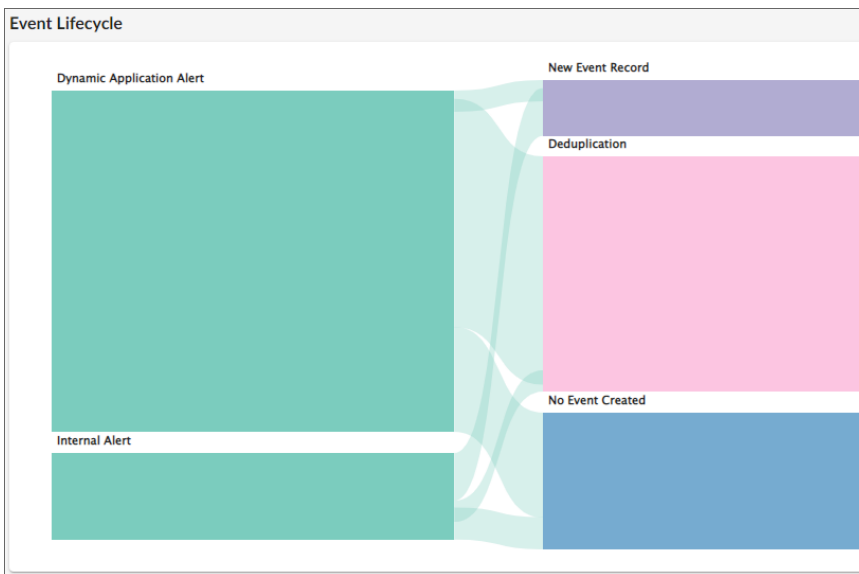 Event Lifecycle
Dynamic Application Alert
New Event Record
Deduplication
No Event Created
Internal Alert